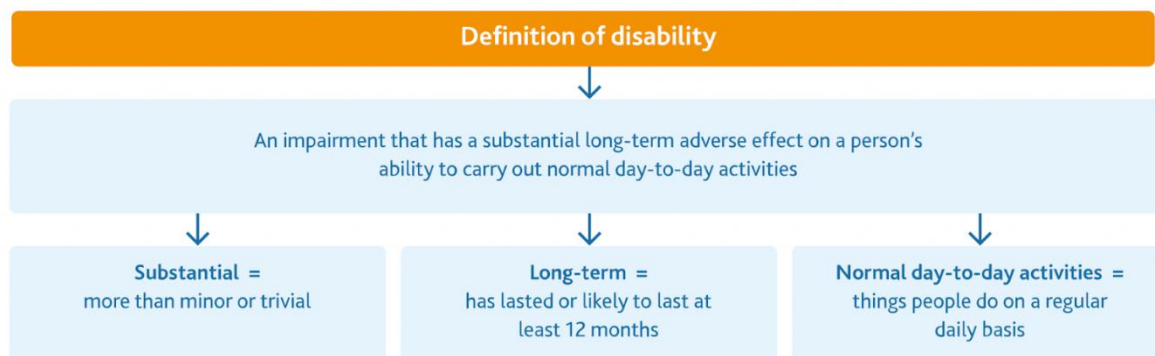 Definition of disability
An impairment that has a substantial long-term adverse effect on a person's
ability to carry out normal day-to-day activities
Substantial =
more than minor or trivial
Long-term =
has lasted or likely to last at
least 12 months
Normal day-to-day activities =
things people do on a regular
daily basis